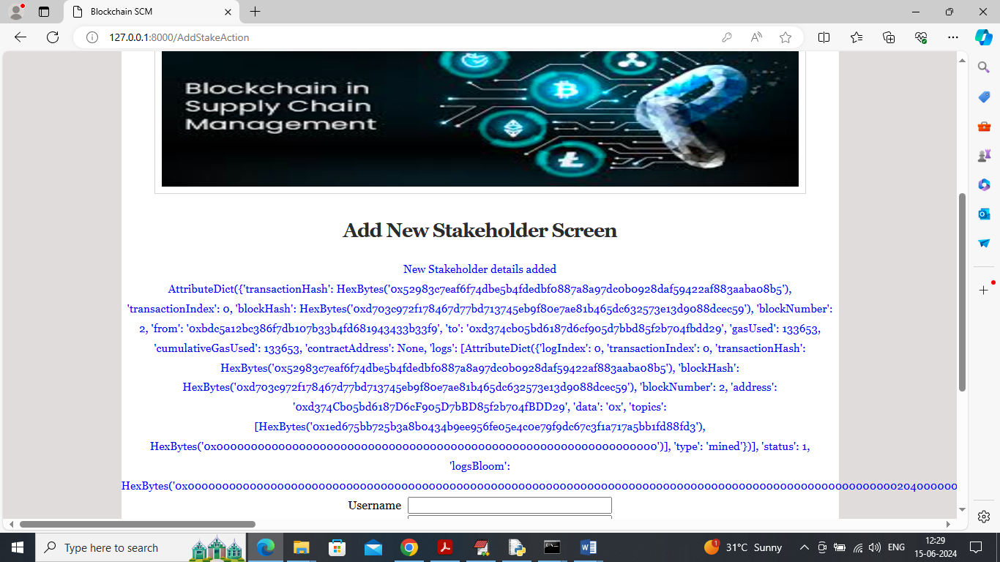 Blockchain SCM
127.0.0.1:8000/AddStakeAction
Blockchain in
Supply Chain
Management
Add New Stakeholder Screen
New Stakeholder details added
AttributeDict({'transactionHash': HexBytes('0x52983c7eaf6f74dbe5b4fdedbf0887a8a97dc0b0928daf59422af883aaba08b5'),
'transactionIndex': 0, 'blockHash': HexBytes('0xd703c972f178467d77bd713745eb9f80e7ae81b465dc632573e13d9088dcec59'), 'blockNumber':
2, 'from': '0xbdc5a12bc386f7db107b33b4fd681943433b33f9', 'to': '0xd374cb05bd6187d6cf905d7bbd85f2b704fbdd29', 'gasUsed': 133653,
'cumulativeGasUsed': 133653, 'contractAddress': None, 'logs': [AttributeDict({'logIndex': 0, 'transactionIndex': 0, 'transactionHash':
HexBytes('0x52983c7eaf6f74dbe5b4fdedbf0887a8a97dc0b0928daf59422af883aaba08b5'), 'blockHash':
HexBytes('0xd703c972f178467d77bd713745eb9f80e7ae81b465dc632573e13d9088dcec59'), 'blockNumber': 2, 'address':
'0xd374Cb05bd6187D6cF905D7bBD85f2b704fBDD29', 'data': '0x', 'topics':
[HexBytes('0x1ed675bb725b3a8b0434b9ee956fe05e4c0e79f9dc67c3f1a717a5bb1fd88fd3'),
HexBytes('0x0000000000000000000000000000000000000000000000000000000000000000')], 'type': 'mined'})], 'status': 1,
'logsBloom':
Username
Type here to search
31°C Sunny
ENG
12:29
15-06-2024